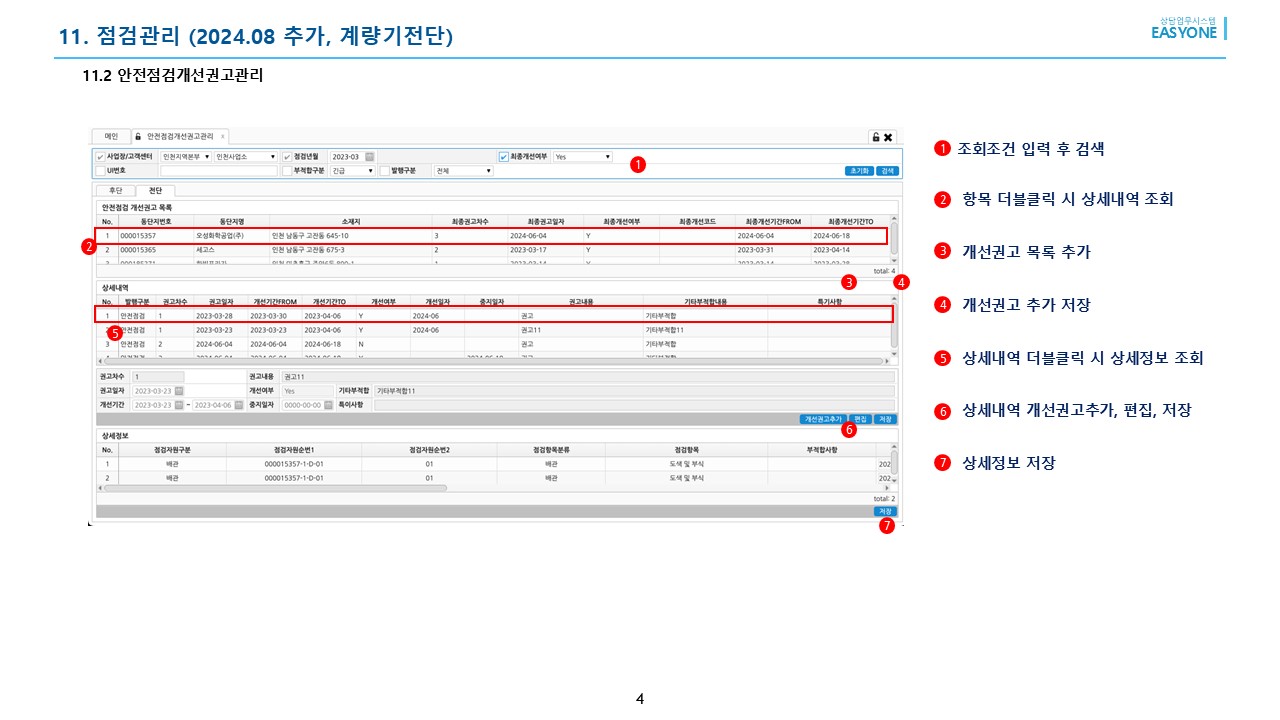 11. 점검관리 (2024.08 추가, 계량기전단)
상담업무시스템
EASYONE
11.2 안전점검개선권고관리
메인 안전점검개선권고관리 x
사업장/고객센터 인천지역본부 인천사업소 점검년월 2023-03 최종개선여부 Yes
UI번호 부적합구분 긴급 발행구분 전체 초기화 검색
1
후단 전단
안전점검 개선권고 목록
No. 동단지번호 동단지명 소재지 최종권고차수 최종권고일자 최종개선여부 최종개선코드 최종개선기간FROM 최종개선기간TO
1 000015357 오성화학공업(주) 인천 남동구 고잔동 645-10 3 2024-06-04 Y 2024-06-04 2024-06-18
2
2 000015365 세고스 인천 남동구 고잔동 675-3 2 2023-03-17 Y 2023-03-31 2023-04-14
total: 4
3 4
상세내역
No. 발행구분 권고차수 권고일자 개선기간FROM 개선기간TO 개선여부 개선일자 중지일자 권고내용 기타부적합내용 특기사항
1 안전점검 1 2023-03-28 2023-03-30 2023-04-06 Y 2024-06 권고 기타부적합
안전점검 1 2023-03-23 2023-03-23 2023-04-06 Y 2024-06 권고11 기타부적합11
5
3 안전점검 2 2024-06-04 2024-06-04 2024-06-18 N 권고 기타부적합
권고차수 1 권고내용 권고11
권고일자 2023-03-23 개선여부 Yes 기타부적합 기타부적합11
개선기간 2023-03-23 ~ 2023-04-06 중지일자 0000-00-00 특이사항
개선권고추가 편집 저장
6
상세정보
No. 점검자원구분 점검자원순번1 점검자원순번2 점검항목분류 점검항목 부적합사항
1 배관 000015357-1-D-01 01 배관 도색 및 부식 202
2 배관 000015357-1-D-01 01 배관 도색 및 부식 202
total: 2
저장
7
1 조회조건 입력 후 검색
2 항목 더블클릭 시 상세내역 조회
3 개선권고 목록 추가
4 개선권고 추가 저장
5 상세내역 더블클릭 시 상세정보 조회
6 상세내역 개선권고추가, 편집, 저장
7 상세정보 저장
4